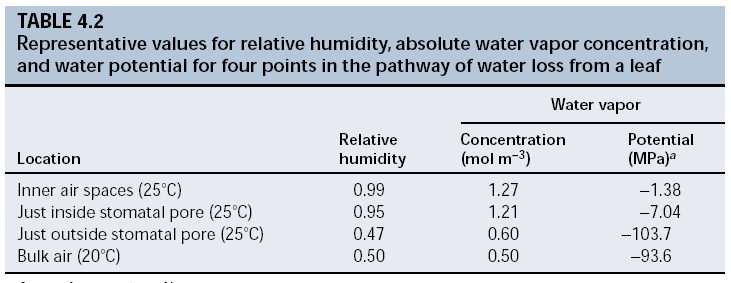 TABLE 4.2
Representative values for relative humidity, absolute water vapor concentration,
and water potential for four points in the pathway of water loss from a leaf
Water vapor
Relative Concentration Potential
Location humidity (mol m⁻³) (MPa)ᵃ
Inner air spaces (25°C) 0.99 1.27 −1.38
Just inside stomatal pore (25°C) 0.95 1.21 −7.04
Just outside stomatal pore (25°C) 0.47 0.60 −103.7
Bulk air (20°C) 0.50 0.50 −93.6